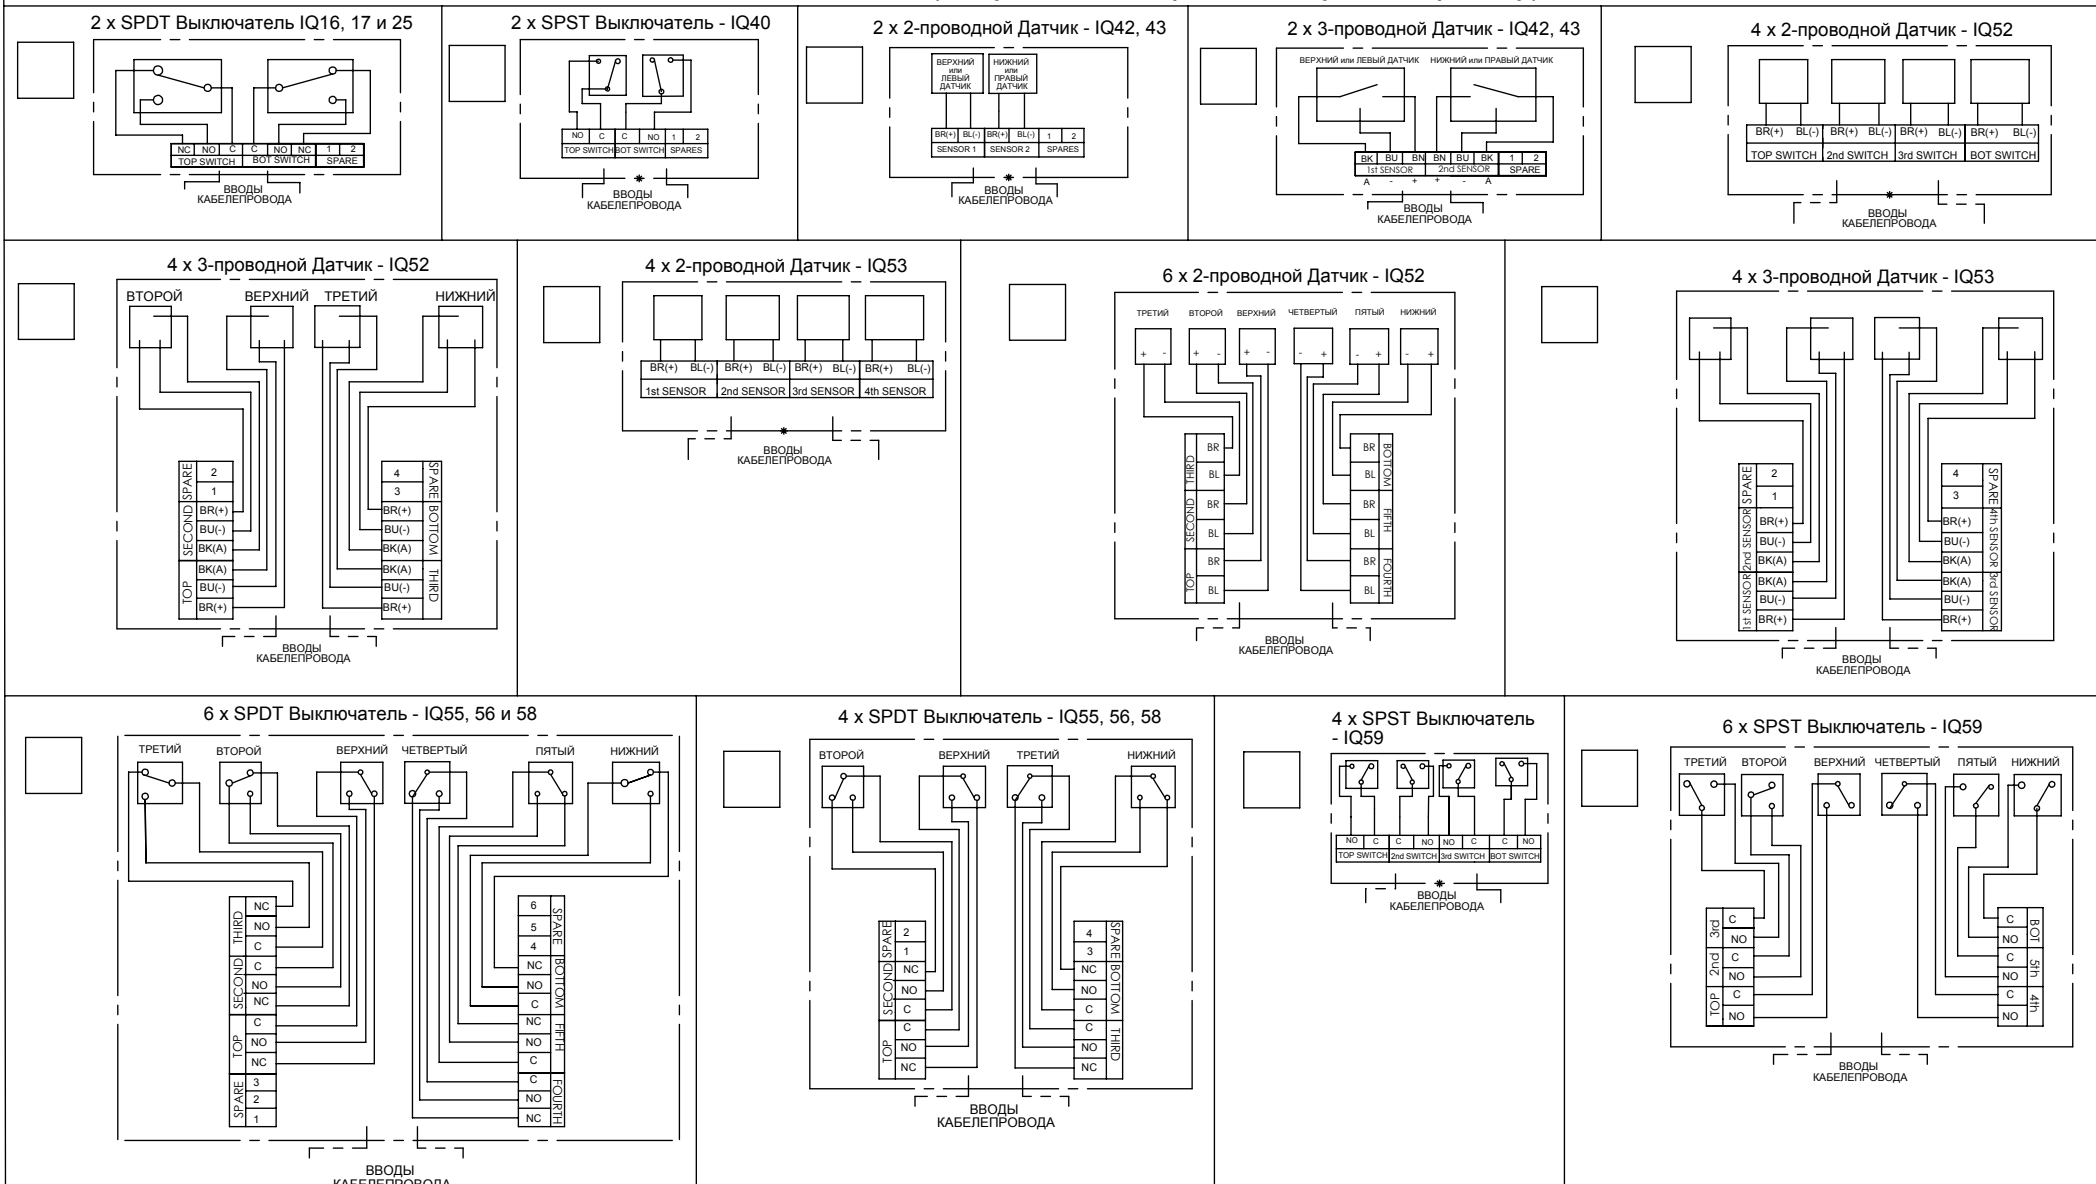 2 x SPDT Выключатель IQ16, 17 и 25
NC NO C C NO NC 1 2
TOP SWITCH BOT SWITCH SPARE
ВВОДЫ
КАБЕЛЕПРОВОДА
2 x SPST Выключатель - IQ40
NO C C NO 1 2
TOP SWITCH BOT SWITCH SPARES
ВВОДЫ
КАБЕЛЕПРОВОДА
2 x 2-проводной Датчик - IQ42, 43
ВЕРХНИЙ
или
ЛЕВЫЙ
ДАТЧИК
НИЖНИЙ
или
ПРАВЫЙ
ДАТЧИК
BR(+) BL(-) BR(+) BL(-) 1 2
SENSOR 1 SENSOR 2 SPARES
ВВОДЫ
КАБЕЛЕПРОВОДА
2 x 3-проводной Датчик - IQ42, 43
ВЕРХНИЙ или ЛЕВЫЙ ДАТЧИК НИЖНИЙ или ПРАВЫЙ ДАТЧИК
BK BU BN BN BU BK 1 2
1st SENSOR 2nd SENSOR SPARE
A - + + - A
ВВОДЫ
КАБЕЛЕПРОВОДА
4 x 2-проводной Датчик - IQ52
BR(+) BL(-) BR(+) BL(-) BR(+) BL(-) BR(+) BL(-)
TOP SWITCH 2nd SWITCH 3rd SWITCH BOT SWITCH
ВВОДЫ
КАБЕЛЕПРОВОДА
4 x 3-проводной Датчик - IQ52
ВТОРОЙ ВЕРХНИЙ ТРЕТИЙ НИЖНИЙ
SPARE
2
1
SECOND
BR(+)
BU(-)
BK(A)
TOP
BK(A)
BU(-)
BR(+)
4
3
SPARE
BR(+)
BU(-)
BK(A)
BOTTOM
BK(A)
BU(-)
BR(+)
THIRD
ВВОДЫ
КАБЕЛЕПРОВОДА
4 x 2-проводной Датчик - IQ53
BR(+) BL(-) BR(+) BL(-) BR(+) BL(-) BR(+) BL(-)
1st SENSOR 2nd SENSOR 3rd SENSOR 4th SENSOR
ВВОДЫ
КАБЕЛЕПРОВОДА
6 x 2-проводной Датчик - IQ52
ТРЕТИЙ ВТОРОЙ ВЕРХНИЙ ЧЕТВЕРТЫЙ ПЯТЫЙ НИЖНИЙ
+ - + - + - - + - + - +
THIRD
BR
BL
SECOND
BR
BL
TOP
BR
BL
BR
BL
BOTTOM
BR
BL
FIFTH
BR
BL
FOURTH
ВВОДЫ
КАБЕЛЕПРОВОДА
4 x 3-проводной Датчик - IQ53
SPARE
2
1
2nd SENSOR
BR(+)
BU(-)
BK(A)
1st SENSOR
BK(A)
BU(-)
BR(+)
4
3
SPARE
BR(+)
BU(-)
BK(A)
4th SENSOR
BK(A)
BU(-)
BR(+)
3rd SENSOR
ВВОДЫ
КАБЕЛЕПРОВОДА
6 x SPDT Выключатель - IQ55, 56 и 58
ТРЕТИЙ ВТОРОЙ ВЕРХНИЙ ЧЕТВЕРТЫЙ ПЯТЫЙ НИЖНИЙ
THIRD
NC
NO
C
SECOND
C
NO
NC
TOP
C
NO
NC
SPARE
3
2
1
6
5
4
SPARE
NC
NO
C
BOTTOM
NC
NO
C
FIFTH
C
NO
NC
FOURTH
ВВОДЫ
КАБЕЛЕПРОВОДА
4 x SPDT Выключатель - IQ55, 56, 58
ВТОРОЙ ВЕРХНИЙ ТРЕТИЙ НИЖНИЙ
SPARE
2
1
SECOND
NC
NO
C
TOP
C
NO
NC
4
3
SPARE
NC
NO
C
BOTTOM
C
NO
NC
THIRD
ВВОДЫ
КАБЕЛЕПРОВОДА
4 x SPST Выключатель
- IQ59
NO C C NO NO C C NO
TOP SWITCH 2nd SWITCH 3rd SWITCH BOT SWITCH
ВВОДЫ
КАБЕЛЕПРОВОДА
6 x SPST Выключатель - IQ59
ТРЕТИЙ ВТОРОЙ ВЕРХНИЙ ЧЕТВЕРТЫЙ ПЯТЫЙ НИЖНИЙ
3rd
C
NO
2nd
C
NO
TOP
C
NO
C
NO
BOT
C
NO
5th
C
NO
4th
ВВОДЫ
КАБЕЛЕПРОВОДА